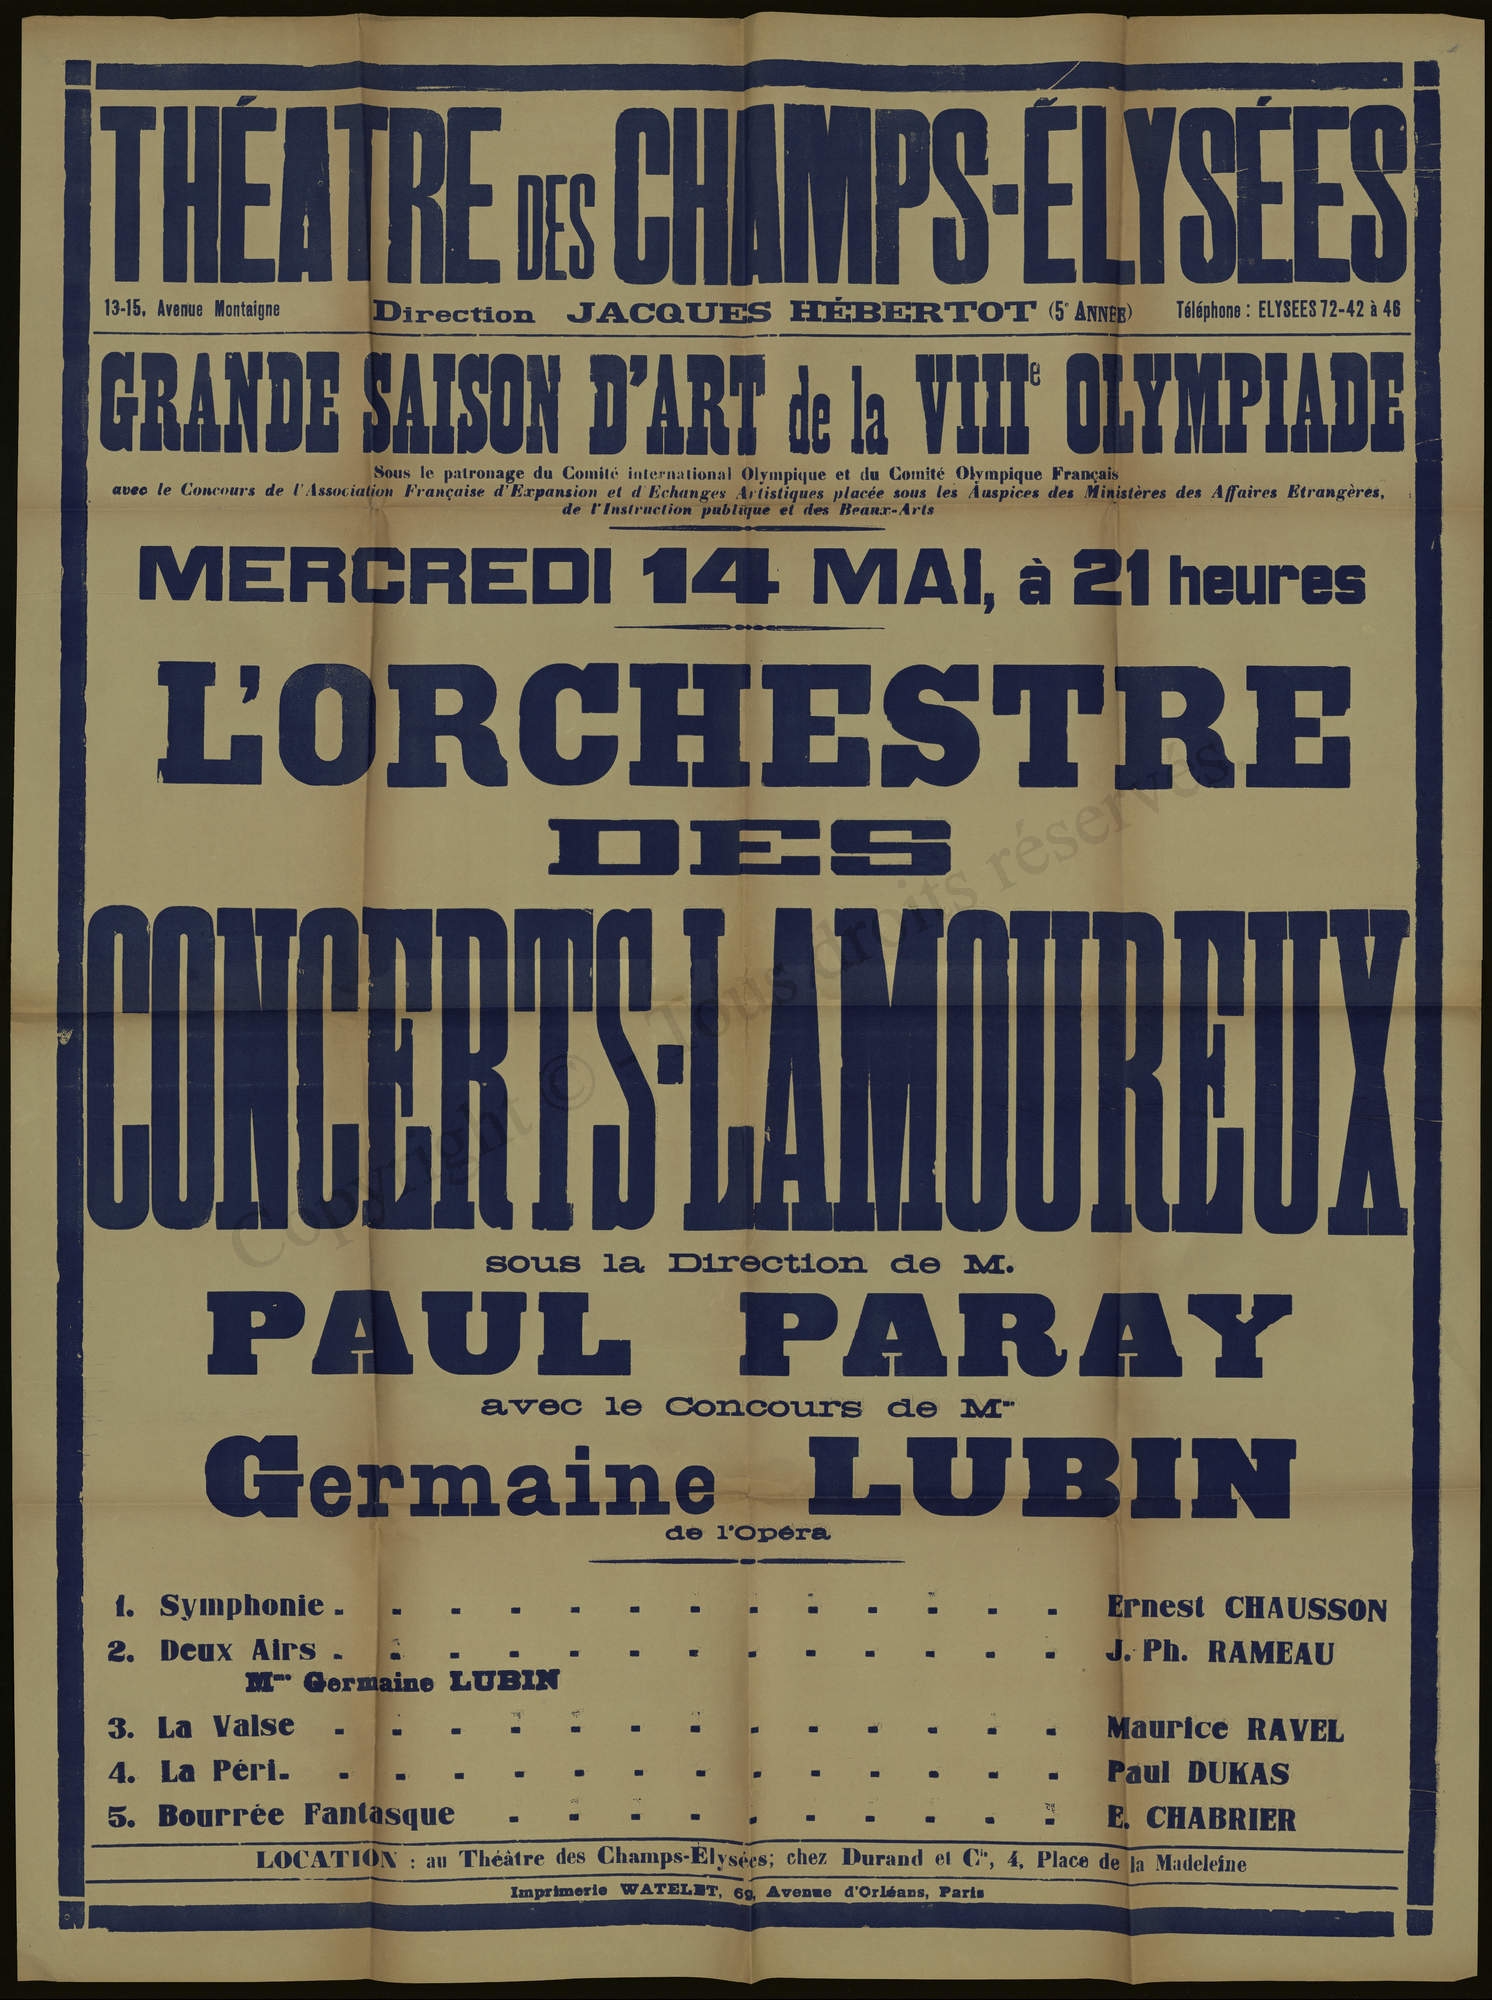 THÉATRE DES CHAMPS-ÉLYSÉES
13-15, Avenue Montaigne Direction JACQUES HÉBERTOT (5e ANNÉE) Téléphone : ELYSEES 72-42 à 46
GRANDE SAISON D'ART de la VIIIe OLYMPIADE
Sous le patronage du Comité international Olympique et du Comité Olympique Français
avec le Concours de l'Association Française d'Expansion et d'Echanges Artistiques placée sous les Auspices des Ministères des Affaires Etrangères,
de l'Instruction publique et des Beaux-Arts
MERCREDI 14 MAI, à 21 heures
L'ORCHESTRE
DES
CONCERTS-LAMOUREUX
sous la Direction de M.
PAUL PARAY
avec le Concours de Mme
Germaine LUBIN
de l'Opéra
1. Symphonie - - - - - - - - - - - - - Ernest CHAUSSON
2. Deux Airs - - - - - - - - - - - - - J. Ph. RAMEAU
Mme Germaine LUBIN
3. La Valse - - - - - - - - - - - - - Maurice RAVEL
4. La Péri - - - - - - - - - - - - - - Paul DUKAS
5. Bourrée Fantasque - - - - - - - - - - E. CHABRIER
LOCATION : au Théâtre des Champs-Élysées; chez Durand et Cie, 4, Place de la Madeleine
Imprimerie WATELET, 69, Avenue d'Orléans, Paris
Copyright © - Tous droits réservés.